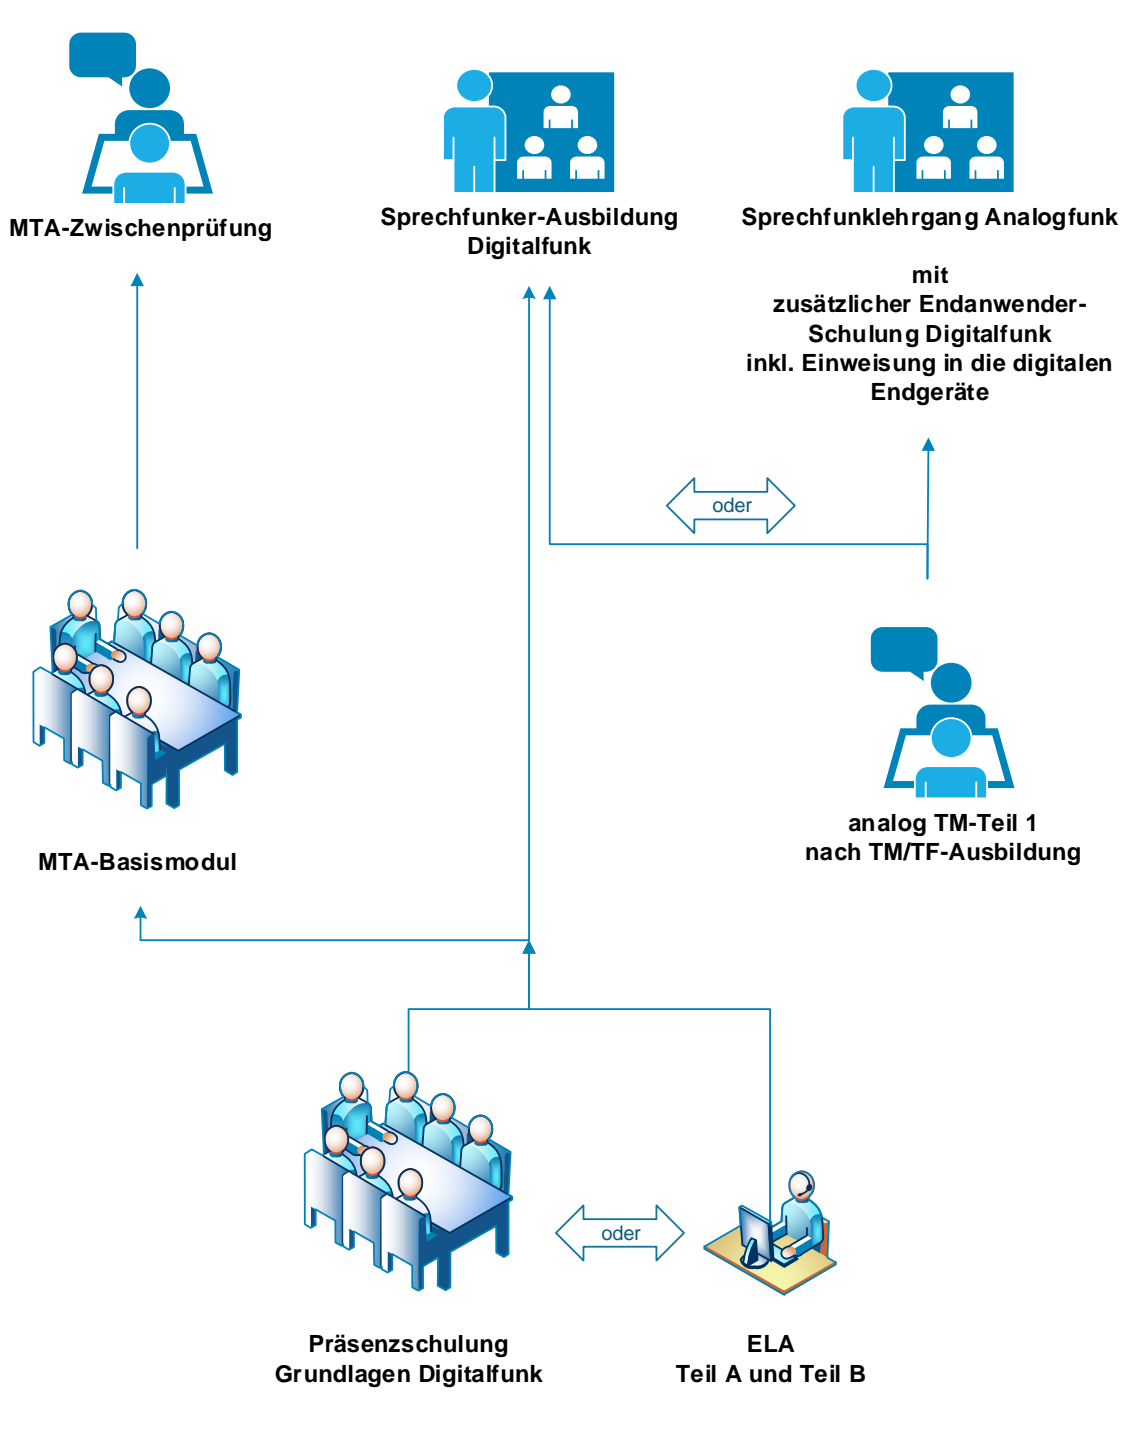 MTA-Zwischenprüfung
Sprechfunker-Ausbildung
Digitalfunk
Sprechfunklehrgang Analogfunk
mit
zusätzlicher Endanwender-
Schulung Digitalfunk
inkl. Einweisung in die digitalen
Endgeräte
oder
analog TM-Teil 1
nach TM/TF-Ausbildung
MTA-Basismodul
oder
Präsenzschulung
Grundlagen Digitalfunk
ELA
Teil A und Teil B